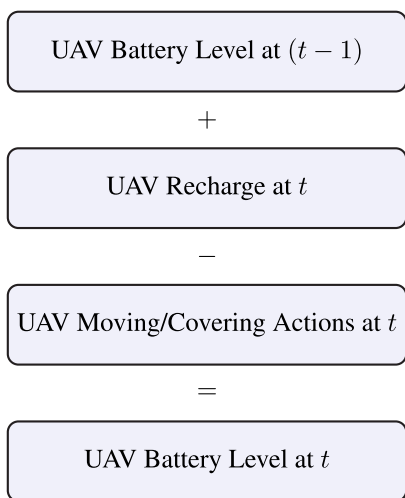 UAV Battery Level at (t − 1)
+
UAV Recharge at t
−
UAV Moving/Covering Actions at t
=
UAV Battery Level at t